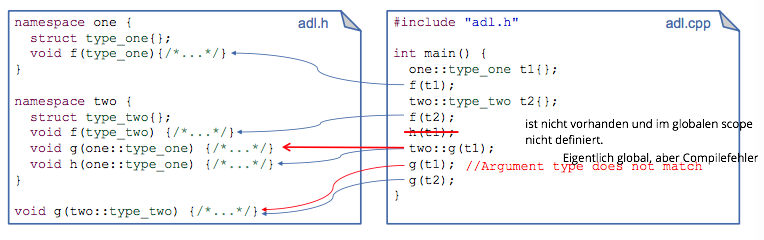 adl.h
namespace one {
struct type_one{};
void f(type_one){/*...*/}
}
namespace two {
struct type_two{};
void f(type_two) {/*...*/}
void g(one::type_one) {/*...*/}
void h(one::type_one) {/*...*/}
}
void g(two::type_two) {/*...*/}
adl.cpp
#include "adl.h"
int main() {
one::type_one t1{};
f(t1);
two::type_two t2{};
f(t2);
h(t1);
two::g(t1);
g(t1); //Argument type does not match
g(t2);
}
ist nicht vorhanden und im globalen scope
nicht definiert.
Eigentlich global, aber Compilefehler